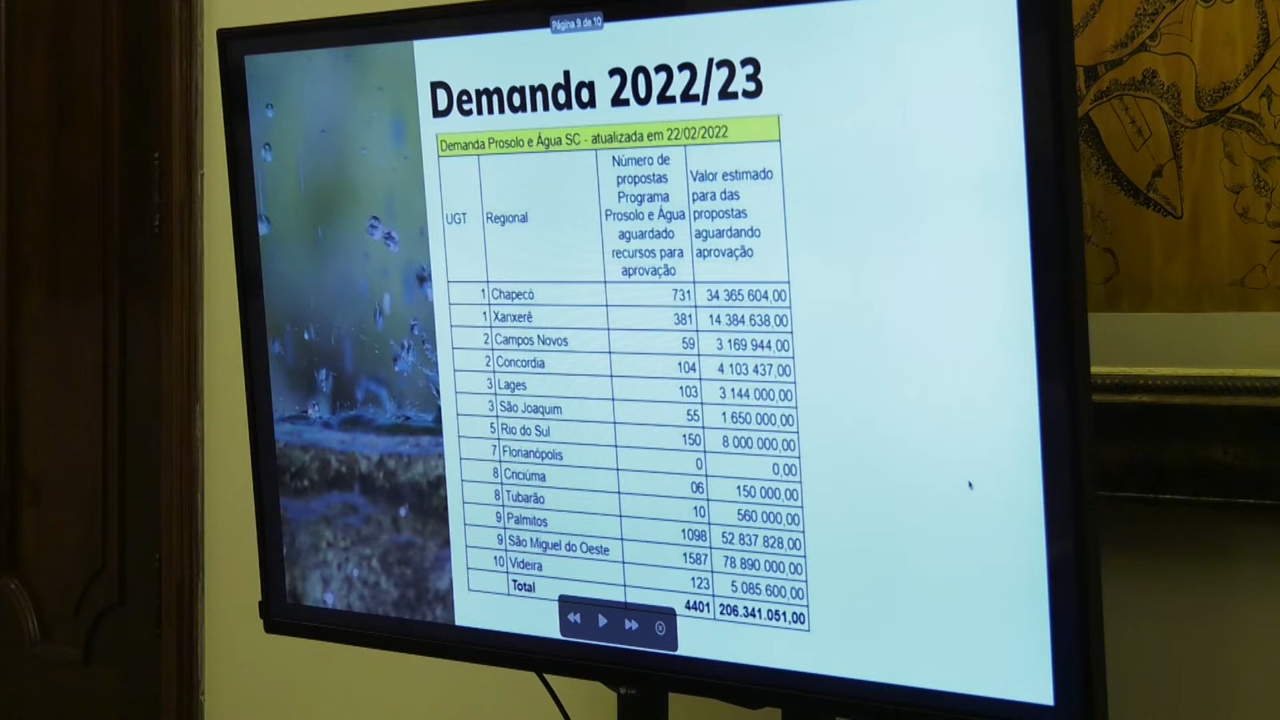 Página 9 de 10
Demanda 2022/23
Demanda Prosolo e Água SC - atualizada em 22/02/2022
UGT Regional Número de propostas Programa Prosolo e Água aguardado recursos para aprovação Valor estimado para das propostas aguardando aprovação
1 Chapecó 731 34 365 604,00
1 Xanxerê 381 14 384 638,00
2 Campos Novos 59 3 169 944,00
2 Concordia 104 4 103 437,00
3 Lages 103 3 144 000,00
3 São Joaquim 55 1 650 000,00
5 Rio do Sul 150 8 000 000,00
7 Florianópolis 0 0,00
8 Criciúma 06 150 000,00
8 Tubarão 10 560 000,00
9 Palmitos 1098 52 837 828,00
9 São Miguel do Oeste 1587 78 890 000,00
10 Videira 123 5.085.600,00
Total 4401 206.341.051,00